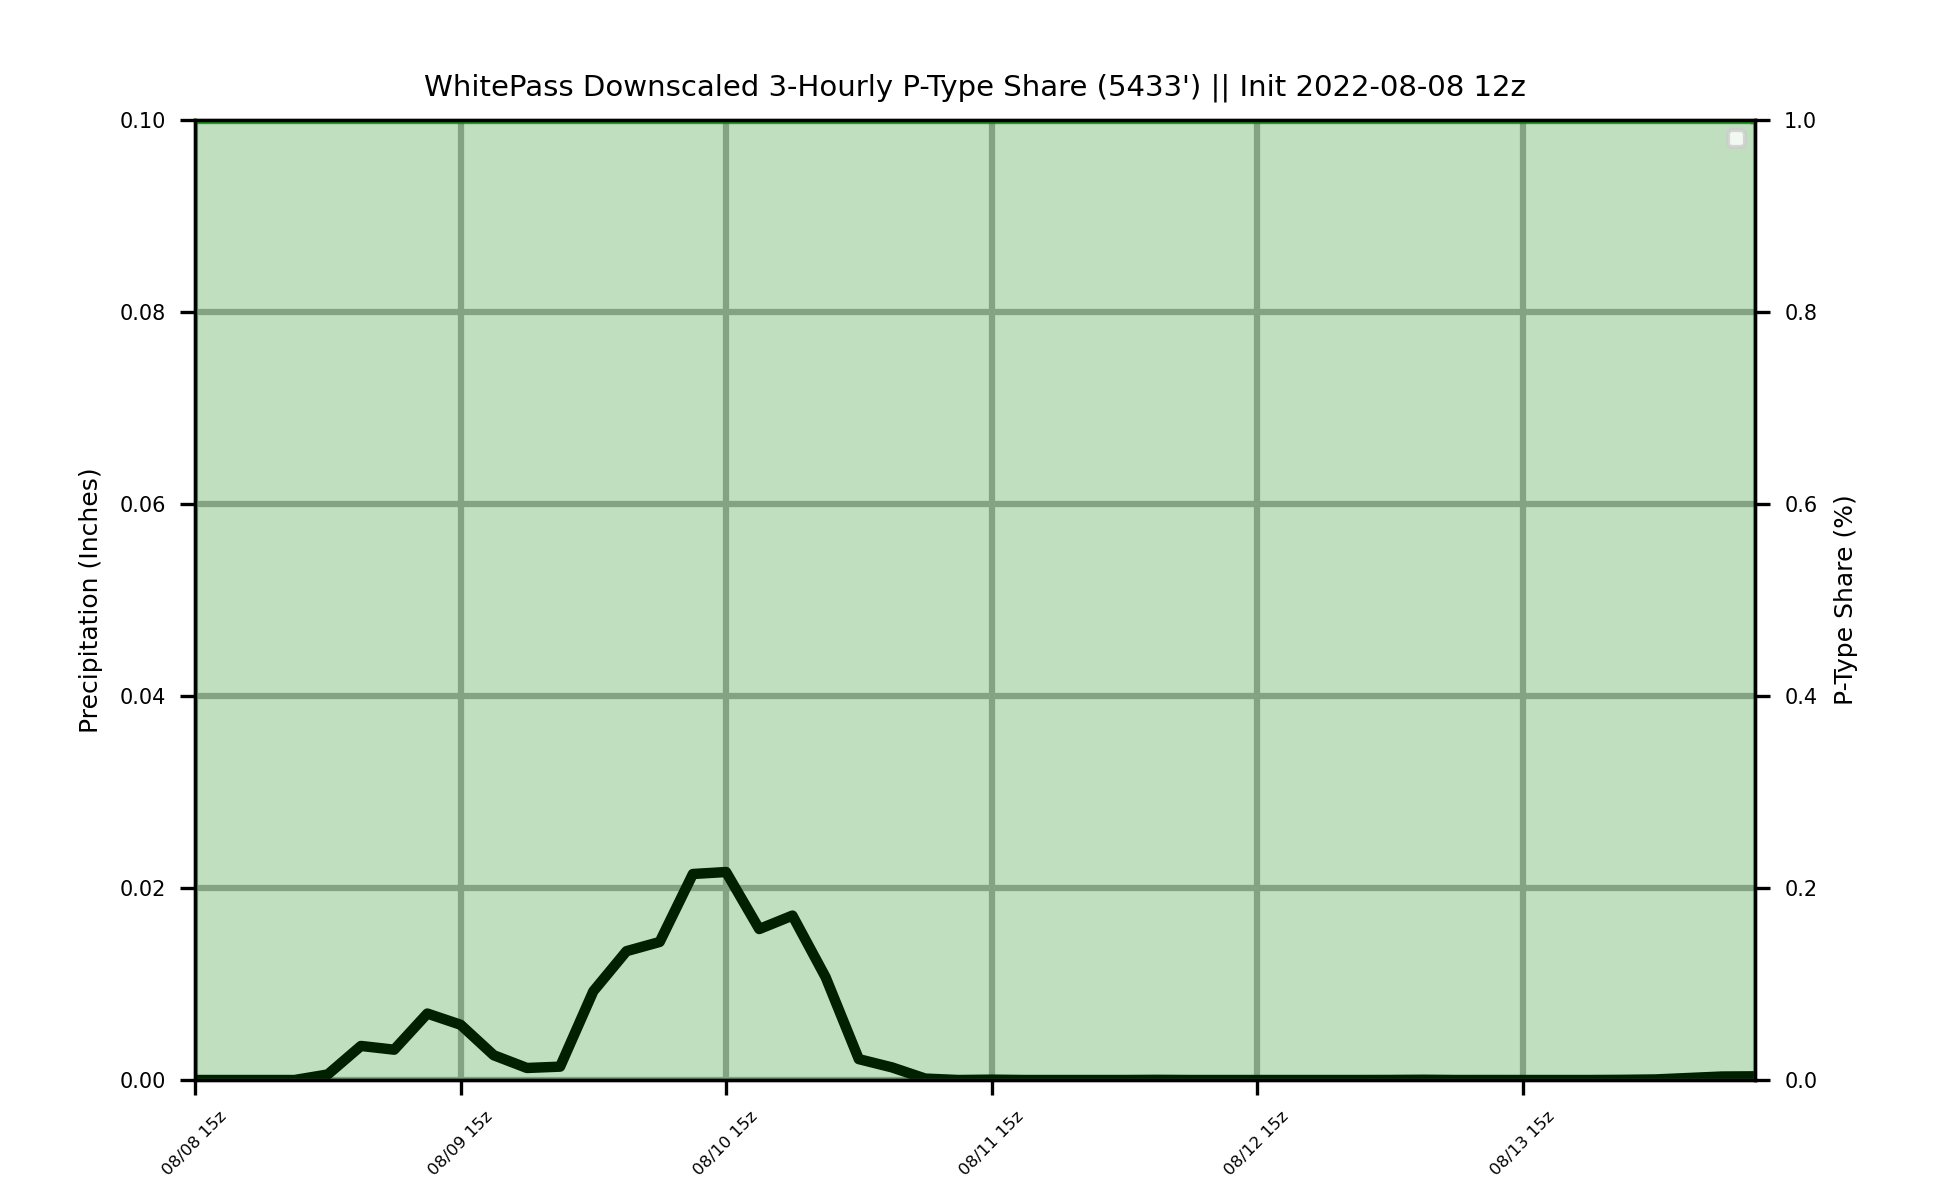 WhitePass Downscaled 3-Hourly P-Type Share (5433') || Init 2022-08-08 12z
0.10
0.08
0.06
0.04
0.02
0.00
Precipitation (Inches)
1.0
0.8
0.6
0.4
0.2
0.0
P-Type Share (%)
08/08 15z
08/09 15z
08/10 15z
08/11 15z
08/12 15z
08/13 15z